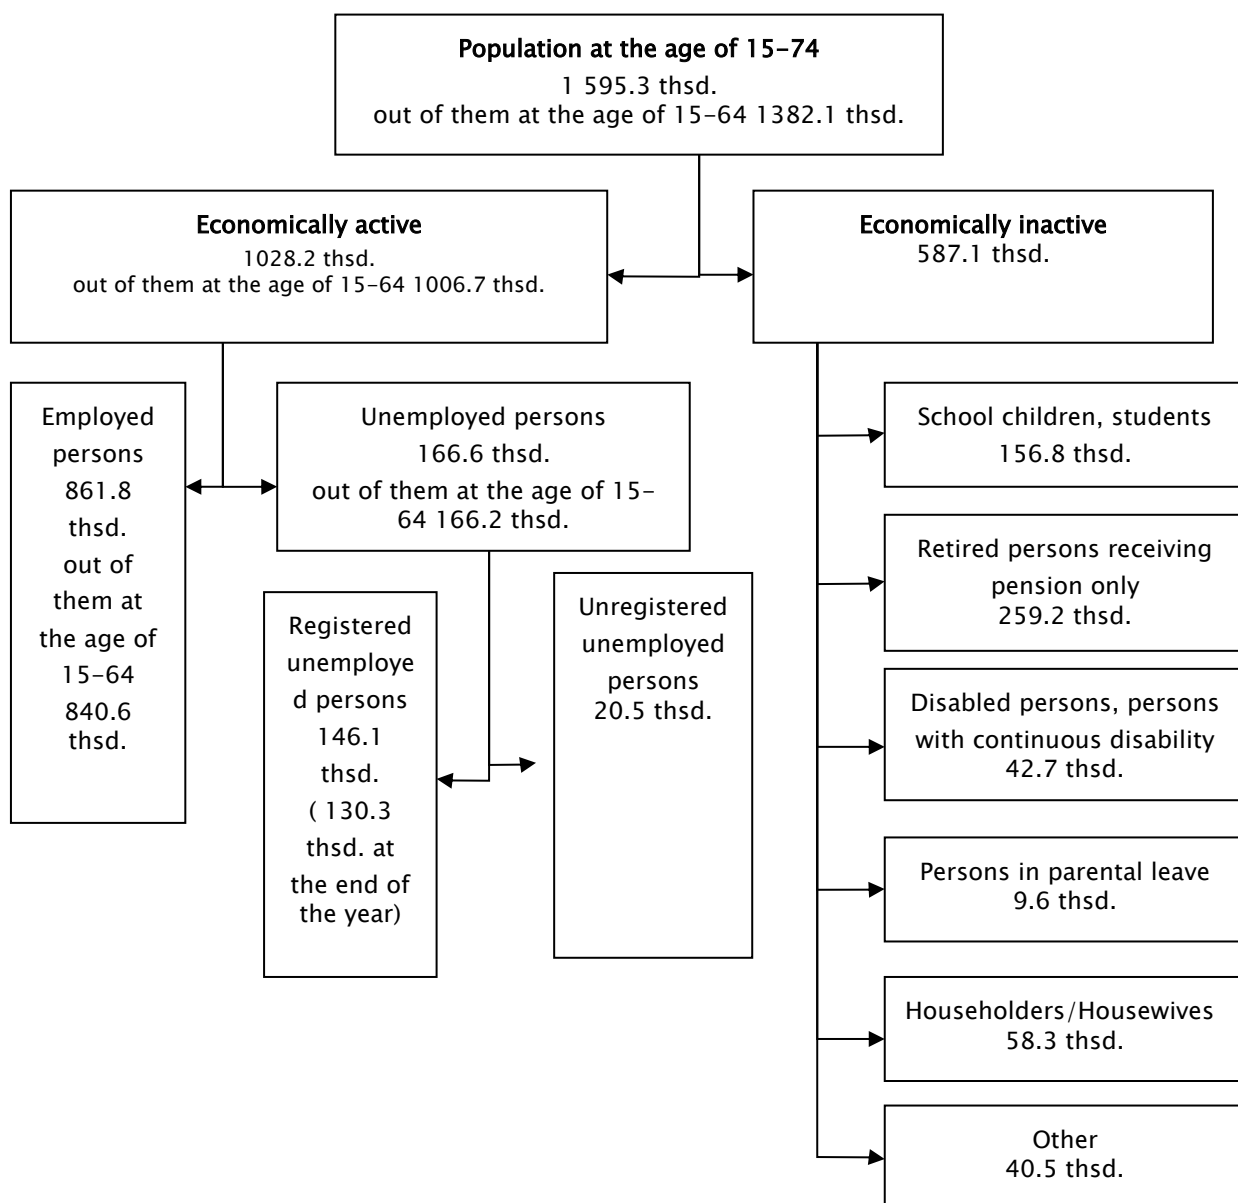 Population at the age of 15–74
1 595.3 thsd.
out of them at the age of 15–64 1382.1 thsd.
Economically active
1028.2 thsd.
out of them at the age of 15–64 1006.7 thsd.
Economically inactive
587.1 thsd.
Employed
persons
861.8
thsd.
out of
them at
the age of
15–64
840.6
thsd.
Unemployed persons
166.6 thsd.
out of them at the age of 15–
64 166.2 thsd.
Registered
unemploye
d persons
146.1
thsd.
( 130.3
thsd. at
the end of
the year)
Unregistered
unemployed
persons
20.5 thsd.
School children, students
156.8 thsd.
Retired persons receiving
pension only
259.2 thsd.
Disabled persons, persons
with continuous disability
42.7 thsd.
Persons in parental leave
9.6 thsd.
Householders/Housewives
58.3 thsd.
Other
40.5 thsd.